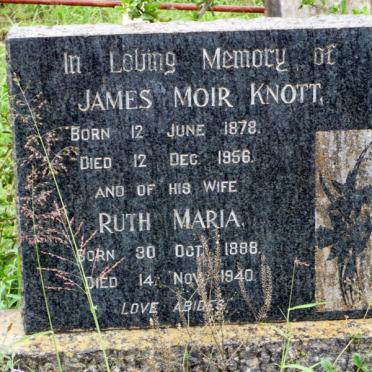 In Loving Memory of
JAMES MOIR KNOTT.
BORN 12 JUNE 1878.
DIED 12 DEC. 1956.
AND OF HIS WIFE
RUTH MARIA.
BORN 30 OCT. 1888.
DIED 14 NOV. 1940.
LOVE ABIDES.